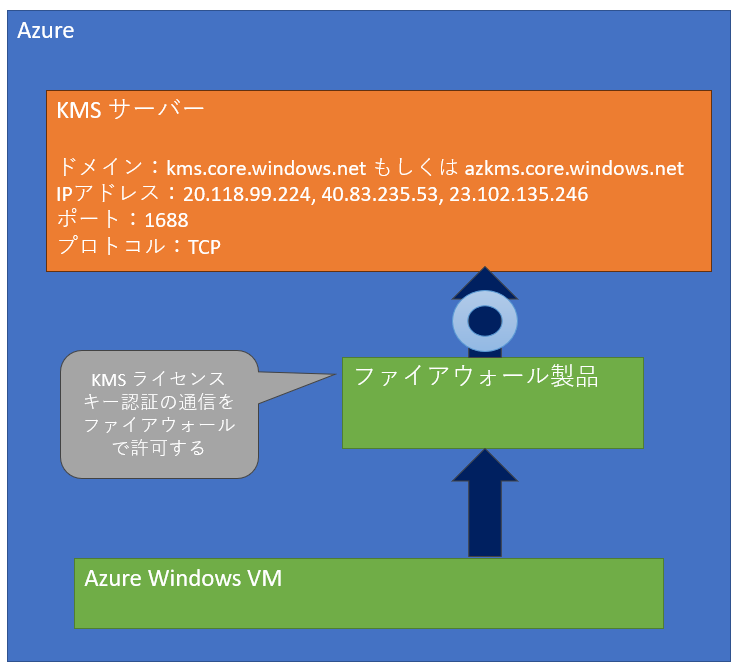 Azure
KMS サーバー
ドメイン：kms.core.windows.net もしくは azkms.core.windows.net
IPアドレス：20.118.99.224, 40.83.235.53, 23.102.135.246
ポート：1688
プロトコル：TCP
KMS ライセンス
キー認証の通信を
ファイアウォール
で許可する
ファイアウォール製品
Azure Windows VM